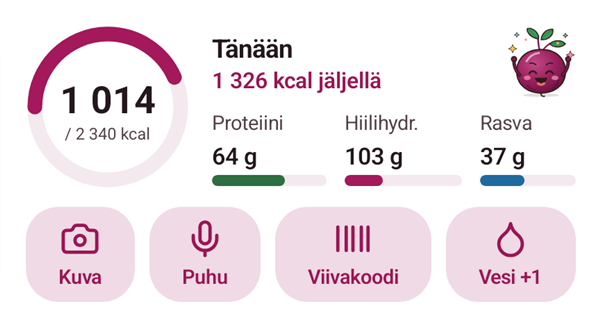 1 014
/ 2 340 kcal
Tänään
1 326 kcal jäljellä
Proteiini Hiilihydr. Rasva
64 g 103 g 37 g
Kuva Puhu Viivakoodi Vesi +1